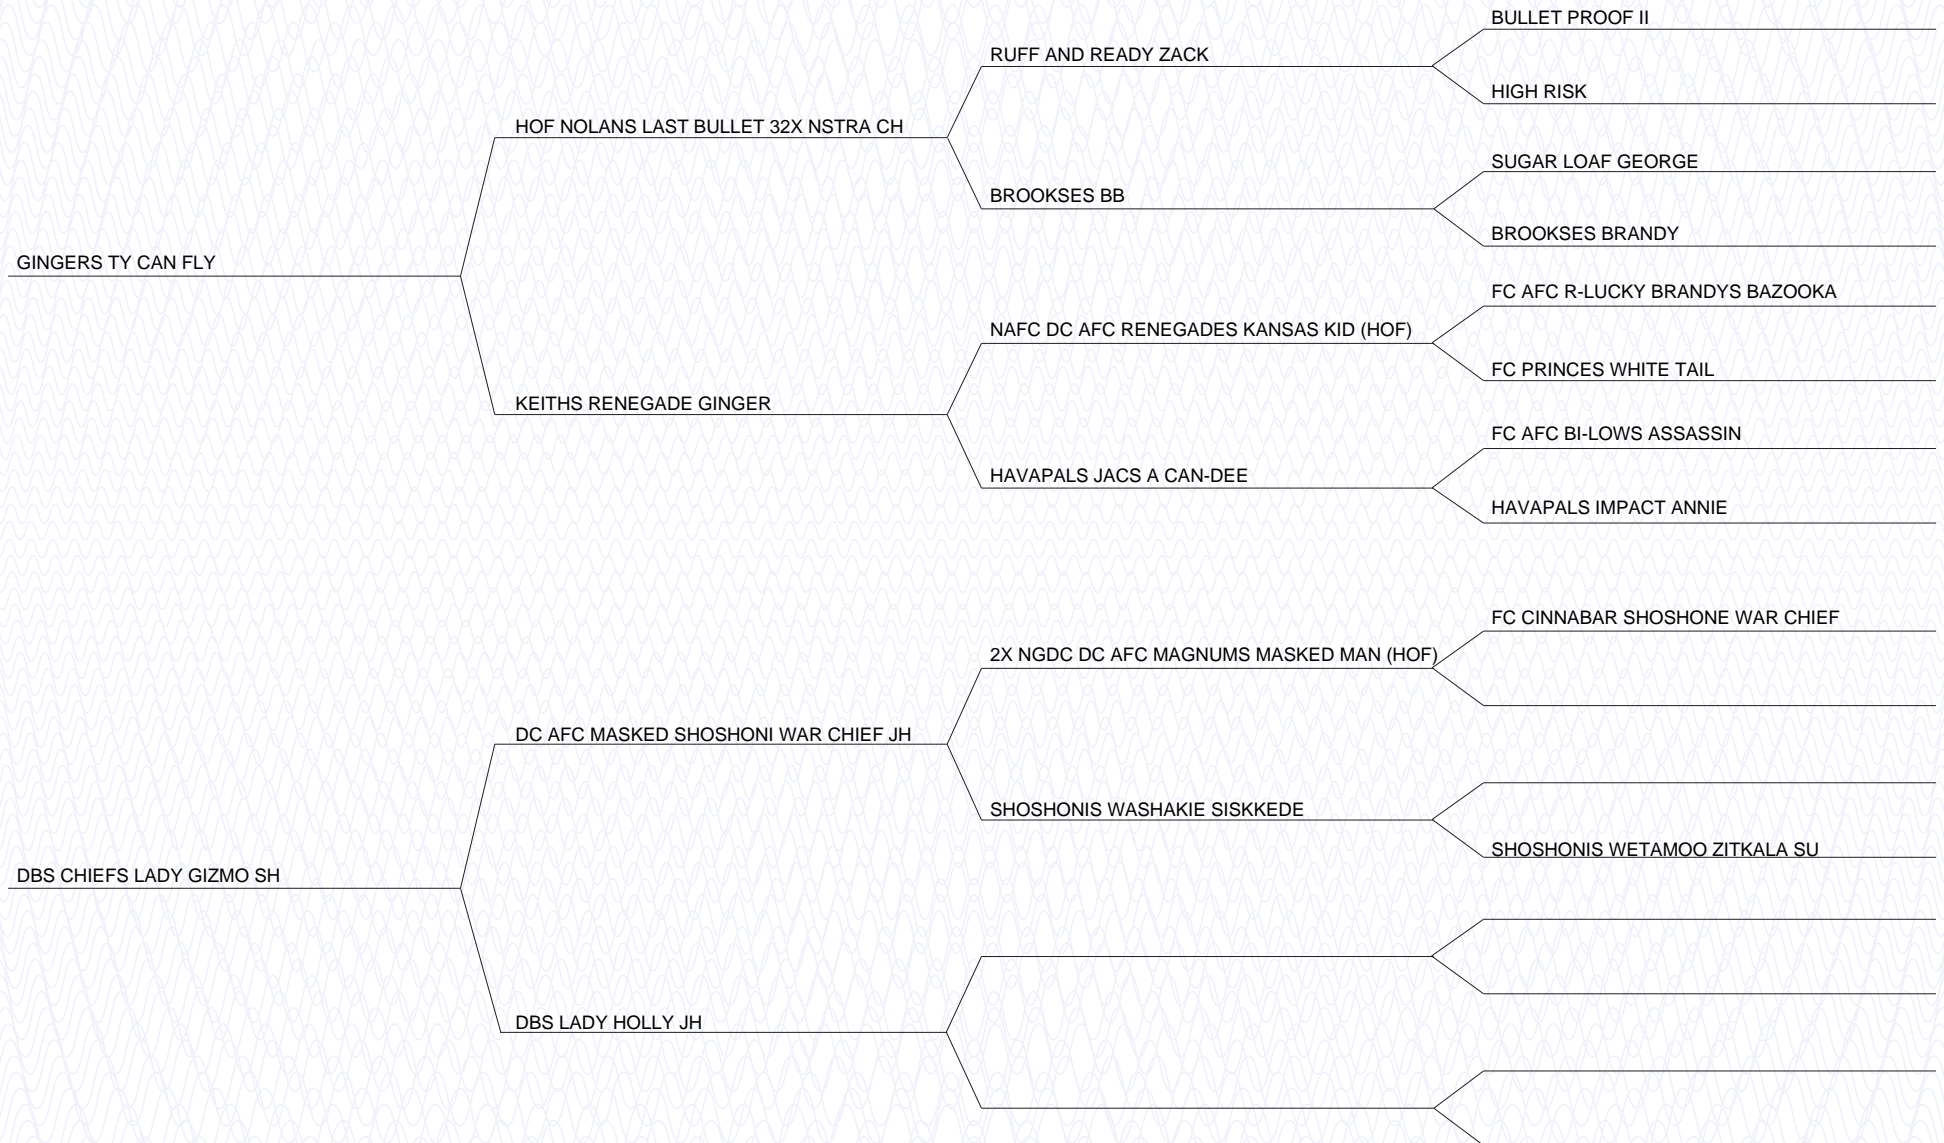 BULLET PROOF II
RUFF AND READY ZACK
HIGH RISK
HOF NOLANS LAST BULLET 32X NSTRA CH
SUGAR LOAF GEORGE
BROOKSES BB
BROOKSES BRANDY
GINGERS TY CAN FLY
FC AFC R-LUCKY BRANDYS BAZOOKA
NAFC DC AFC RENEGADES KANSAS KID (HOF)
FC PRINCES WHITE TAIL
KEITHS RENEGADE GINGER
FC AFC BI-LOWS ASSASSIN
HAVAPALS JACS A CAN-DEE
HAVAPALS IMPACT ANNIE
FC CINNABAR SHOSHONE WAR CHIEF
2X NGDC DC AFC MAGNUMS MASKED MAN (HOF)
DC AFC MASKED SHOSHONI WAR CHIEF JH
SHOSHONIS WASHAKIE SISKKEDE
SHOSHONIS WETAMOO ZITKALA SU
DBS CHIEFS LADY GIZMO SH
DBS LADY HOLLY JH